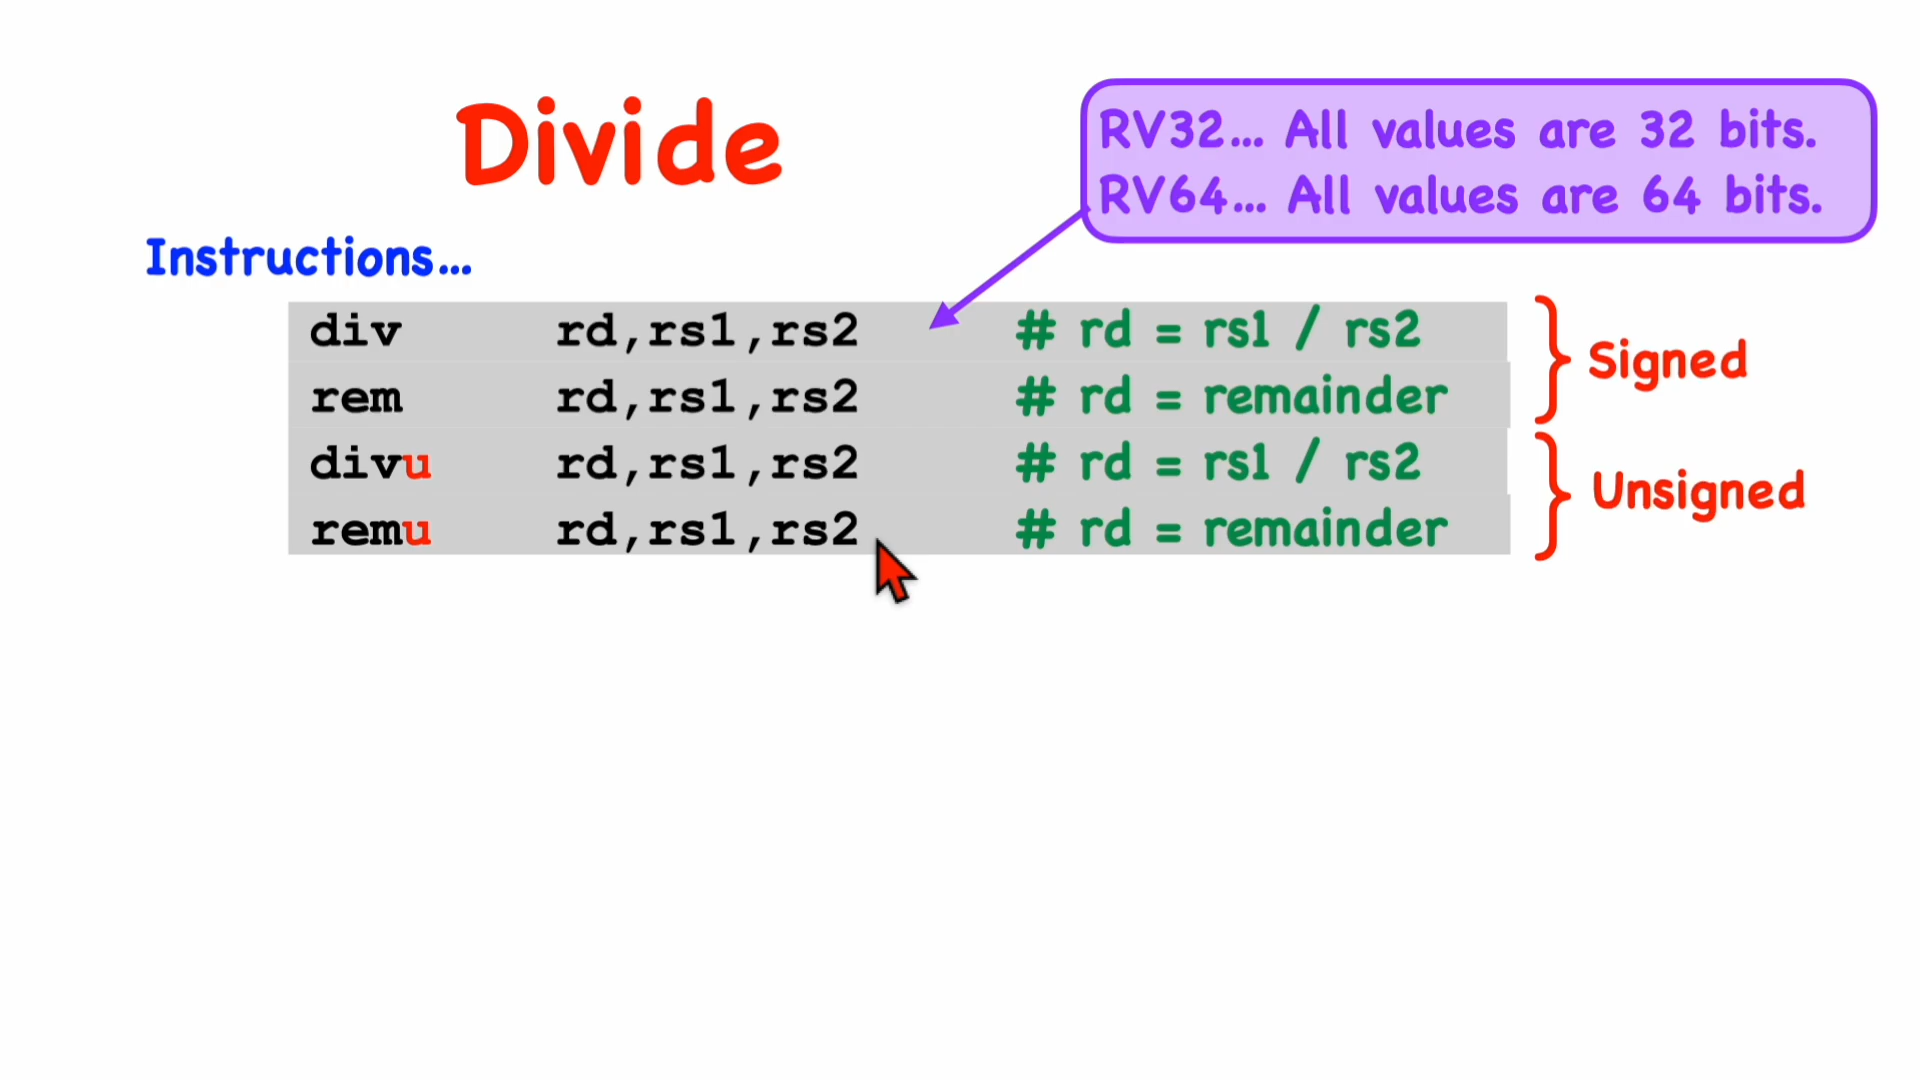 Divide
RV32... All values are 32 bits.
RV64... All values are 64 bits.
Instructions...
div rd,rs1,rs2 # rd = rs1 / rs2
rem rd,rs1,rs2 # rd = remainder
Signed
divu rd,rs1,rs2 # rd = rs1 / rs2
remu rd,rs1,rs2 # rd = remainder
Unsigned